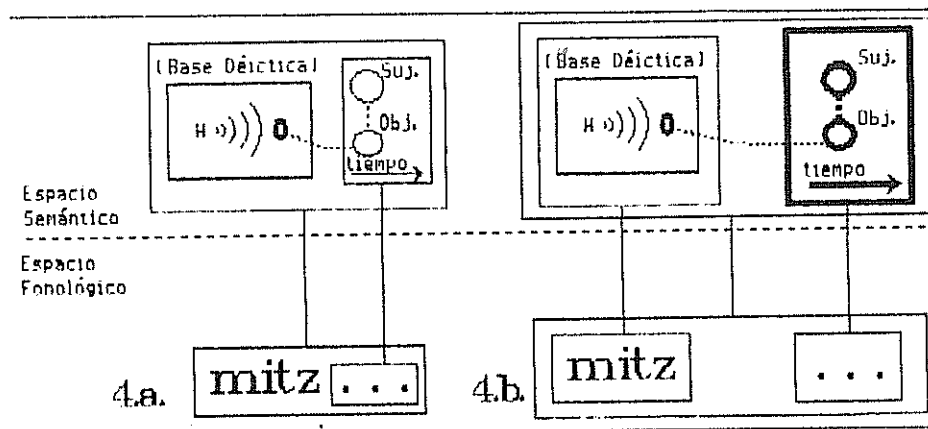 (Base Déictica)
Suj.
H
O
Obj.
tiempo
(Base Déictica)
Suj.
H
O
Obj.
tiempo
Espacio
Semántico
Espacio
Fonológico
4.a.
mitz
. . .
4.b.
mitz
. . .